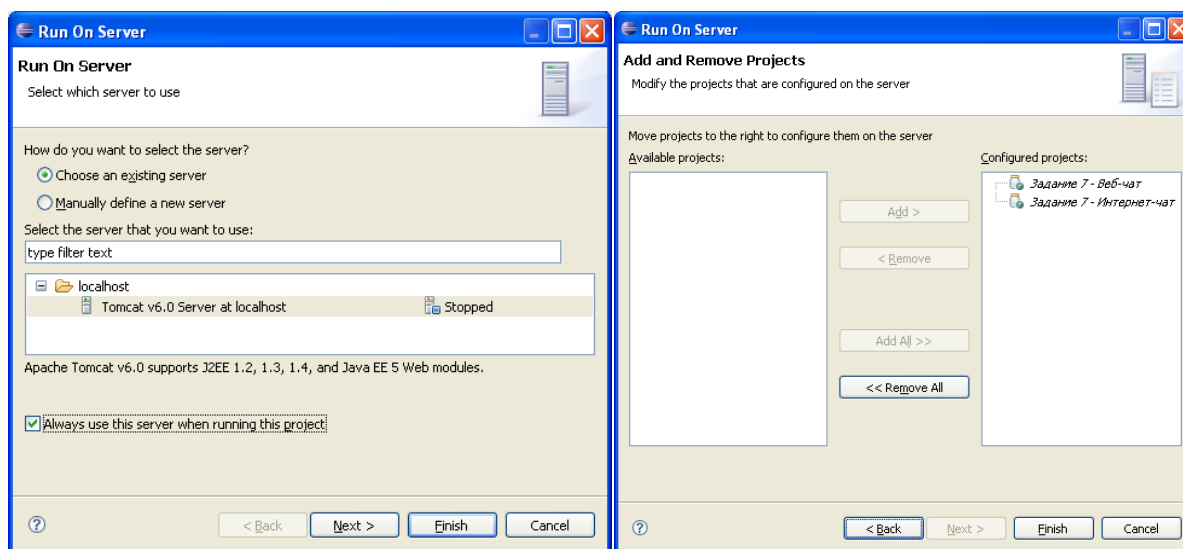 Run On Server
Run On Server
Select which server to use
How do you want to select the server?
Choose an existing server
Manually define a new server
Select the server that you want to use:
type filter text
localhost
Tomcat v6.0 Server at localhost Stopped
Apache Tomcat v6.0 supports J2EE 1.2, 1.3, 1.4, and Java EE 5 Web modules.
Always use this server when running this project
? < Back Next > Finish Cancel
Run On Server
Add and Remove Projects
Modify the projects that are configured on the server
Move projects to the right to configure them on the server
Available projects:
Add >
< Remove
Add All >>
<< Remove All
Configured projects:
Задание 7 - Веб-чат
Задание 7 - Интернет-чат
? < Back Next > Finish Cancel